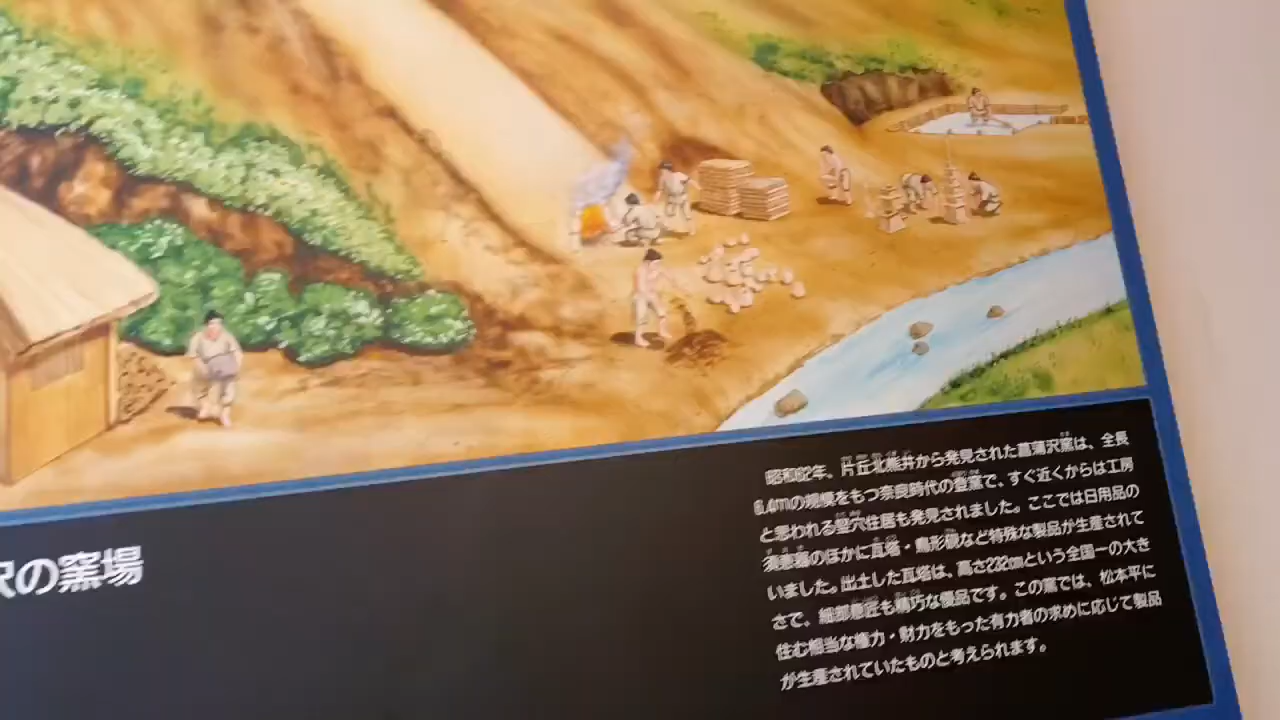 沢の窯場
昭和62年、片丘北熊井から発見された菖蒲沢窯は、全長
6.4mの規模をもつ奈良時代の登窯で、すぐ近くからは工房
と思われる竪穴住居も発見されました。ここでは日用品の
須恵器のほかに瓦塔・鳥形硯など特殊な製品が生産されて
いました。出土した瓦塔は、高さ232cmという全国一の大き
さで、細部意匠も精巧な優品です。この窯では、松本平に
住む相当な権力・財力をもった有力者の求めに応じて製品
が生産されていたものと考えられます。